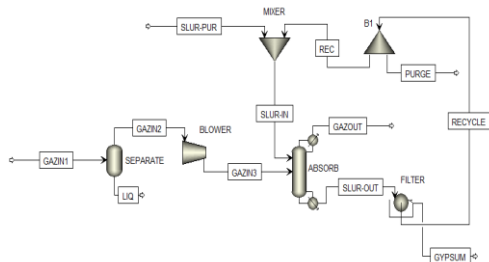 MIXER
B1
SLUR-PUR
REC
PURGE
SLUR-IN
RECYCLE
GAZIN2
BLOWER
GAZOUT
GAZIN1
SEPARATE
GAZIN3
ABSORB
LIQ
SLUR-OUT
FILTER
GYPSUM